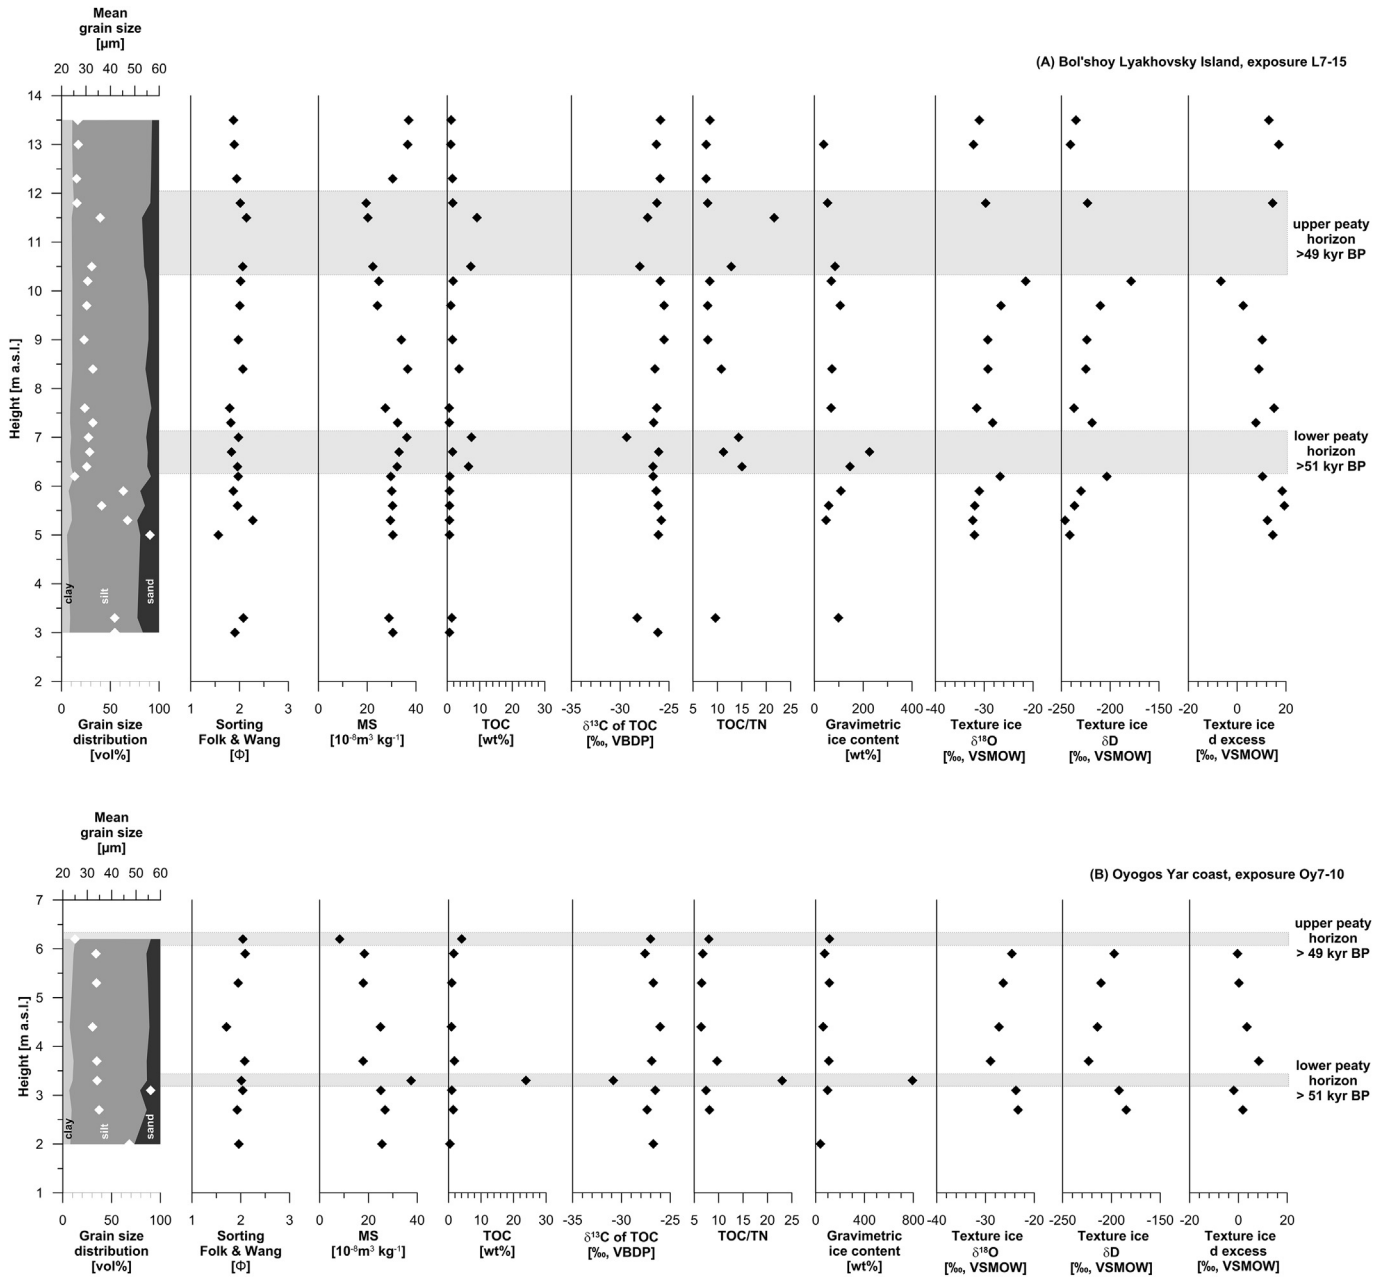 Mean
grain size
[µm]
20 30 40 50 60
(A) Bol'shoy Lyakhovsky Island, exposure L7-15
14
13
12
11
10
9
8
7
6
5
4
3
2
Height [m a.s.l.]
clay
silt
sand
upper peaty
horizon
>49 kyr BP
lower peaty
horizon
>51 kyr BP
0 50 100
Grain size
distribution
[vol%]
1 2 3
Sorting
Folk & Wang
[Φ]
0 20 40
MS
[10⁻⁸m³ kg⁻¹]
0 10 20 30
TOC
[wt%]
-35 -30 -25
δ¹³C of TOC
[‰, VBDP]
5 10 15 20 25
TOC/TN
0 200 400
Gravimetric
ice content
[wt%]
-40 -30 -20
Texture ice
δ¹⁸O
[‰, VSMOW]
-250 -200 -150
Texture ice
δD
[‰, VSMOW]
-20 0 20
Texture ice
d excess
[‰, VSMOW]
Mean
grain size
[µm]
20 30 40 50 60
(B) Oyogos Yar coast, exposure Oy7-10
7
6
5
4
3
2
1
Height [m a.s.l.]
clay
silt
sand
upper peaty
horizon
> 49 kyr BP
lower peaty
horizon
> 51 kyr BP
0 50 100
Grain size
distribution
[vol%]
1 2 3
Sorting
Folk & Wang
[Φ]
0 20 40
MS
[10⁻⁸m³ kg⁻¹]
0 10 20 30
TOC
[wt%]
-35 -30 -25
δ¹³C of TOC
[‰, VBDP]
5 10 15 20 25
TOC/TN
0 400 800
Gravimetric
ice content
[wt%]
-40 -30 -20
Texture ice
δ¹⁸O
[‰, VSMOW]
-250 -200 -150
Texture ice
δD
[‰, VSMOW]
-20 0 20
Texture ice
d excess
[‰, VSMOW]